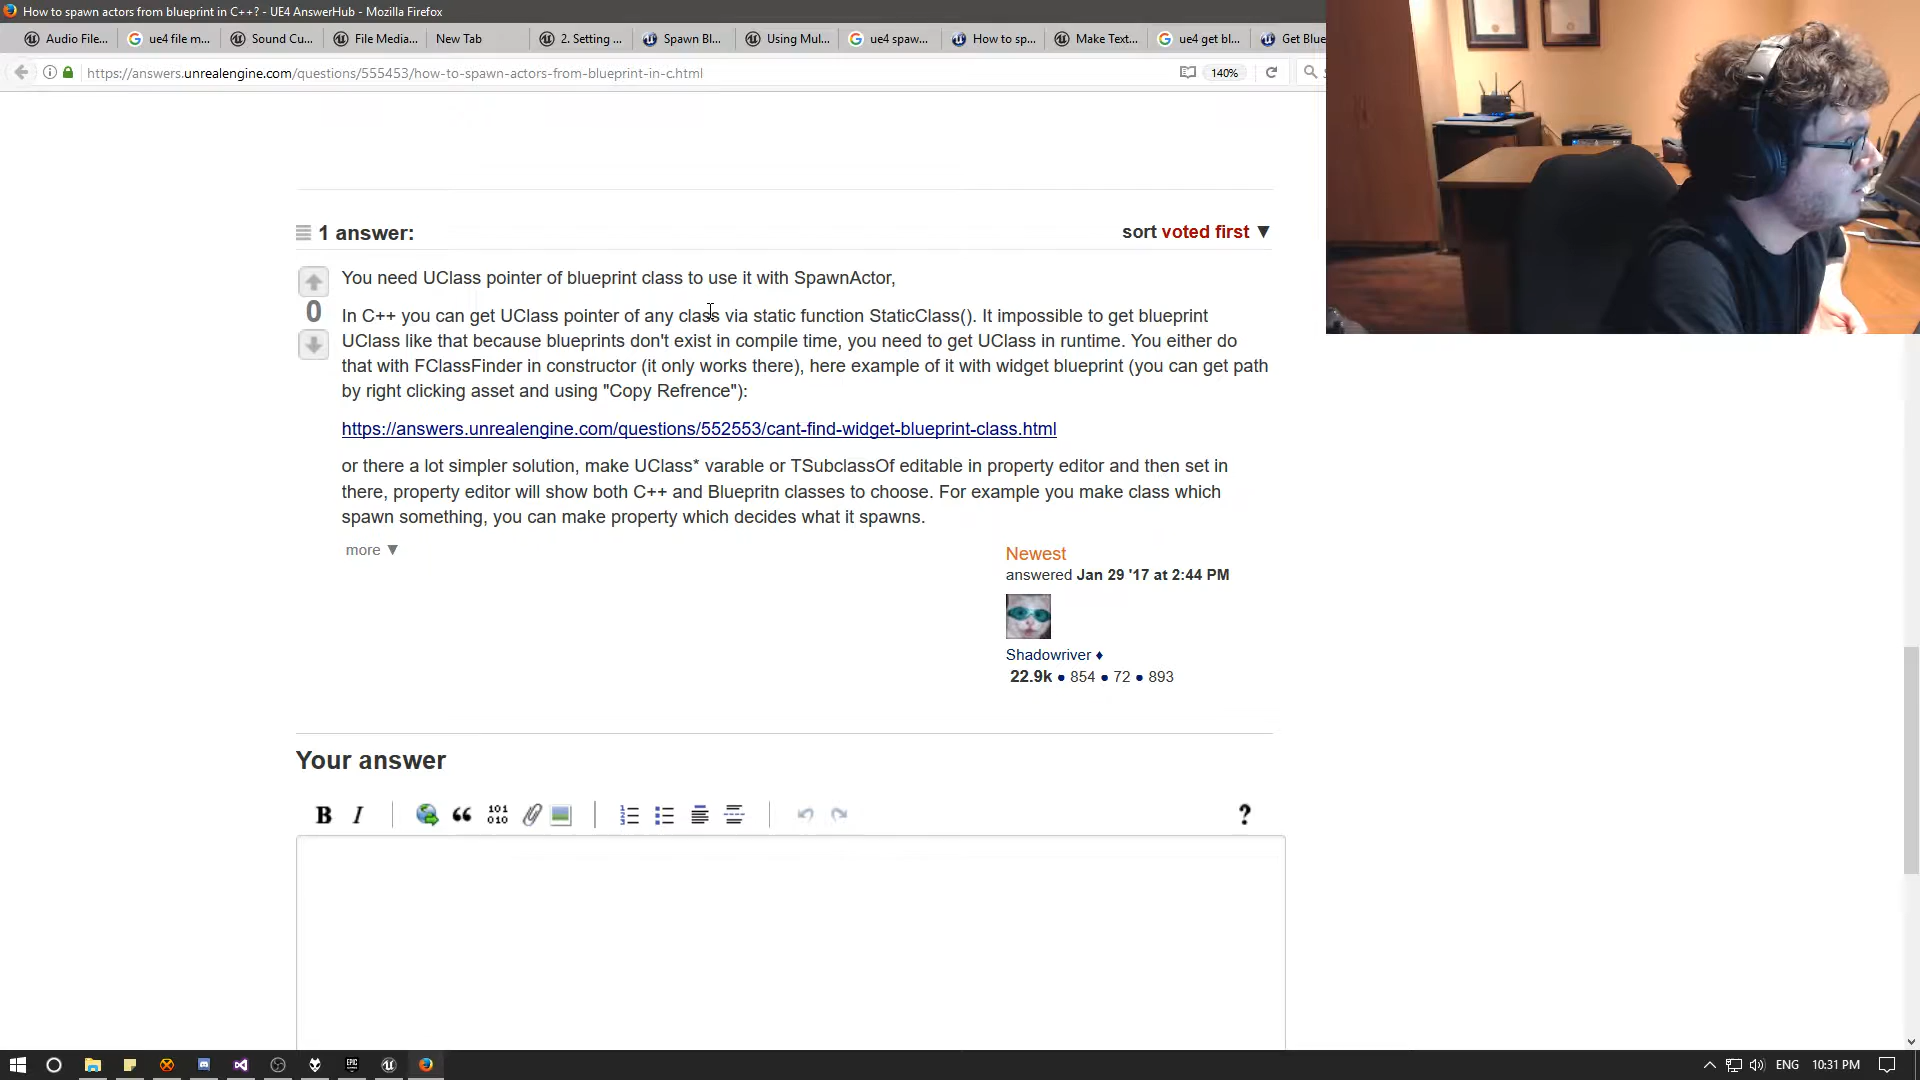 How to spawn actors from blueprint in C++? - UE4 AnswerHub - Mozilla Firefox
Audio File...
ue4 file m...
Sound Cu...
File Media...
New Tab
2. Setting ...
Spawn Bl...
Using Mul...
ue4 spaw...
How to sp...
Make Text...
ue4 get bl...
Get Blue
https://answers.unrealengine.com/questions/555453/how-to-spawn-actors-from-blueprint-in-c.html
140%
1 answer:
sort voted first ▼
0
You need UClass pointer of blueprint class to use it with SpawnActor,
In C++ you can get UClass pointer of any class via static function StaticClass(). It impossible to get blueprint
UClass like that because blueprints don't exist in compile time, you need to get UClass in runtime. You either do
that with FClassFinder in constructor (it only works there), here example of it with widget blueprint (you can get path
by right clicking asset and using "Copy Refrence"):
https://answers.unrealengine.com/questions/552553/cant-find-widget-blueprint-class.html
or there a lot simpler solution, make UClass* varable or TSubclassOf editable in property editor and then set in
there, property editor will show both C++ and Bluepritn classes to choose. For example you make class which
spawn something, you can make property which decides what it spawns.
more ▼
Newest
answered Jan 29 '17 at 2:44 PM
Shadowriver ♦
22.9k ● 854 ● 72 ● 893
Your answer
B I
101
010
?
EPIC
ENG
10:31 PM